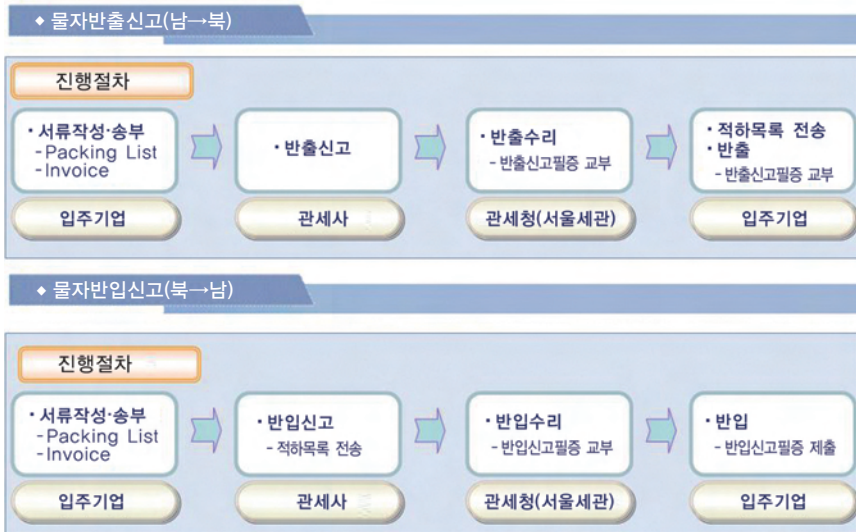 ◆ 물자반출신고(남→북)
진행절차
· 서류작성·송부
- Packing List
- Invoice
입주기업
· 반출신고
관세사
· 반출수리
- 반출신고필증 교부
관세청(서울세관)
· 적하목록 전송
· 반출
- 반출신고필증 교부
입주기업
◆ 물자반입신고(북→남)
진행절차
· 서류작성·송부
- Packing List
- Invoice
입주기업
· 반입신고
- 적하목록 전송
관세사
· 반입수리
- 반입신고필증 교부
관세청(서울세관)
· 반입
- 반입신고필증 제출
입주기업